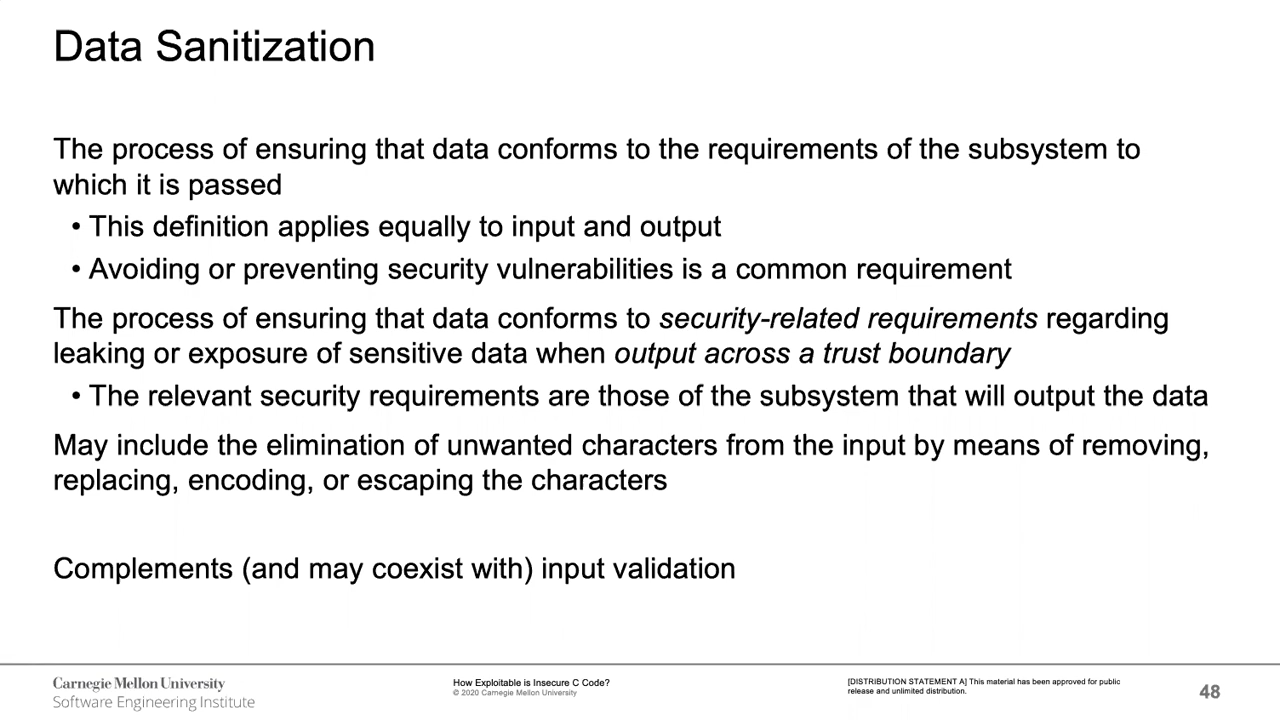 Data Sanitization
The process of ensuring that data conforms to the requirements of the subsystem to
which it is passed
• This definition applies equally to input and output
• Avoiding or preventing security vulnerabilities is a common requirement
The process of ensuring that data conforms to security-related requirements regarding
leaking or exposure of sensitive data when output across a trust boundary
• The relevant security requirements are those of the subsystem that will output the data
May include the elimination of unwanted characters from the input by means of removing,
replacing, encoding, or escaping the characters
Complements (and may coexist with) input validation
Carnegie Mellon University
Software Engineering Institute
How Exploitable is Insecure C Code?
© 2020 Carnegie Mellon University
[DISTRIBUTION STATEMENT A] This material has been approved for public
release and unlimited distribution.
48